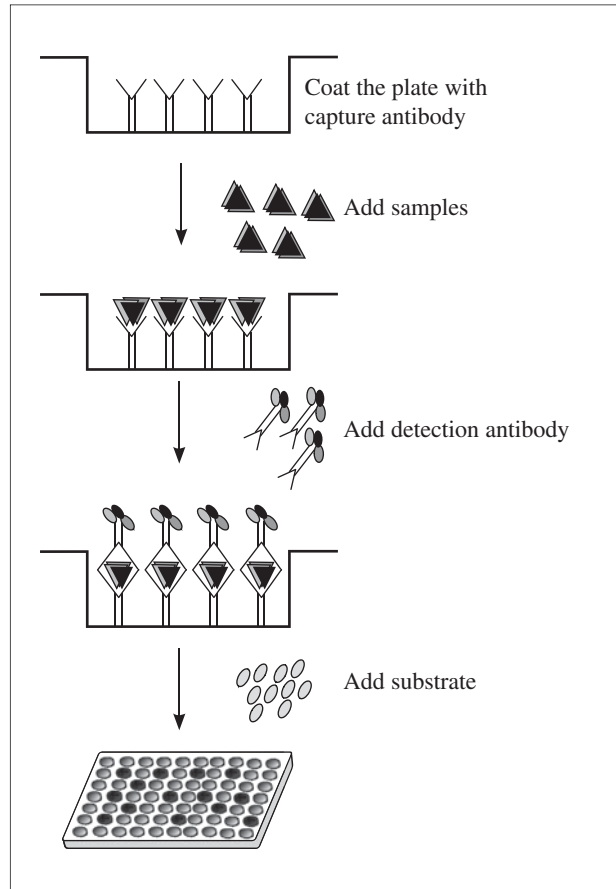 Coat the plate with
capture antibody
Add samples
Add detection antibody
Add substrate